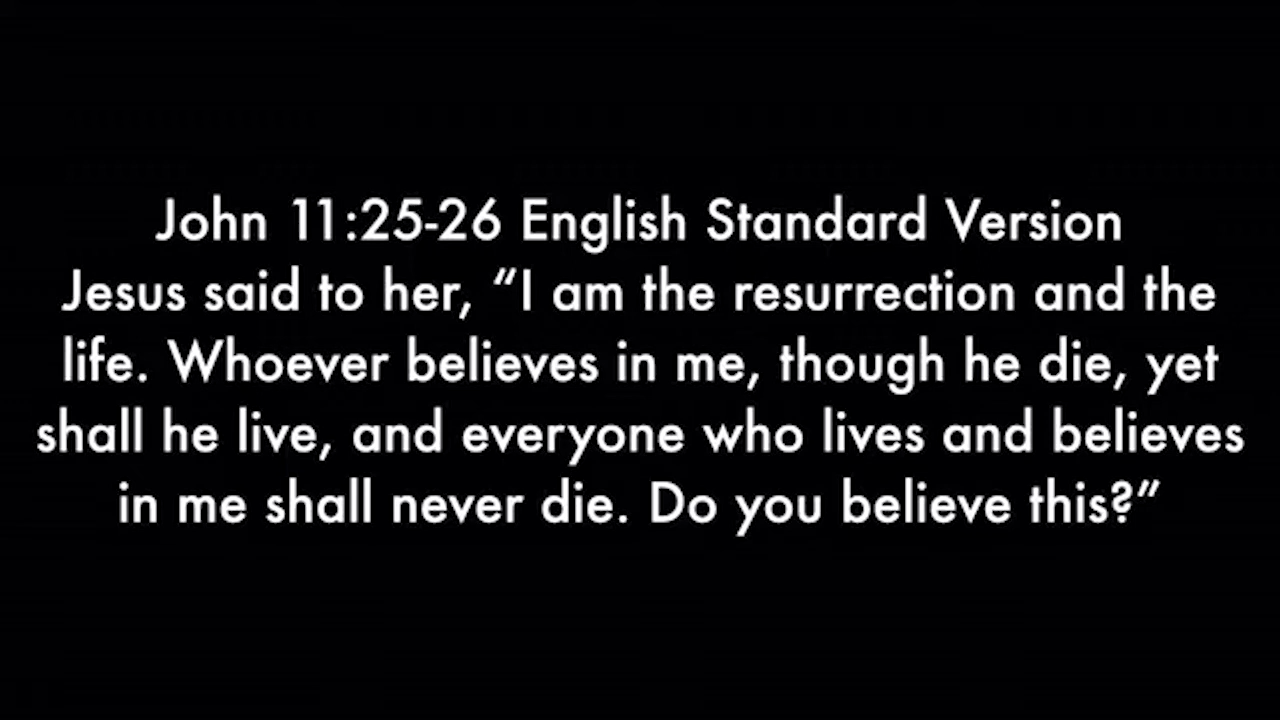 John 11:25-26 English Standard Version
Jesus said to her, “I am the resurrection and the
life. Whoever believes in me, though he die, yet
shall he live, and everyone who lives and believes
in me shall never die. Do you believe this?”